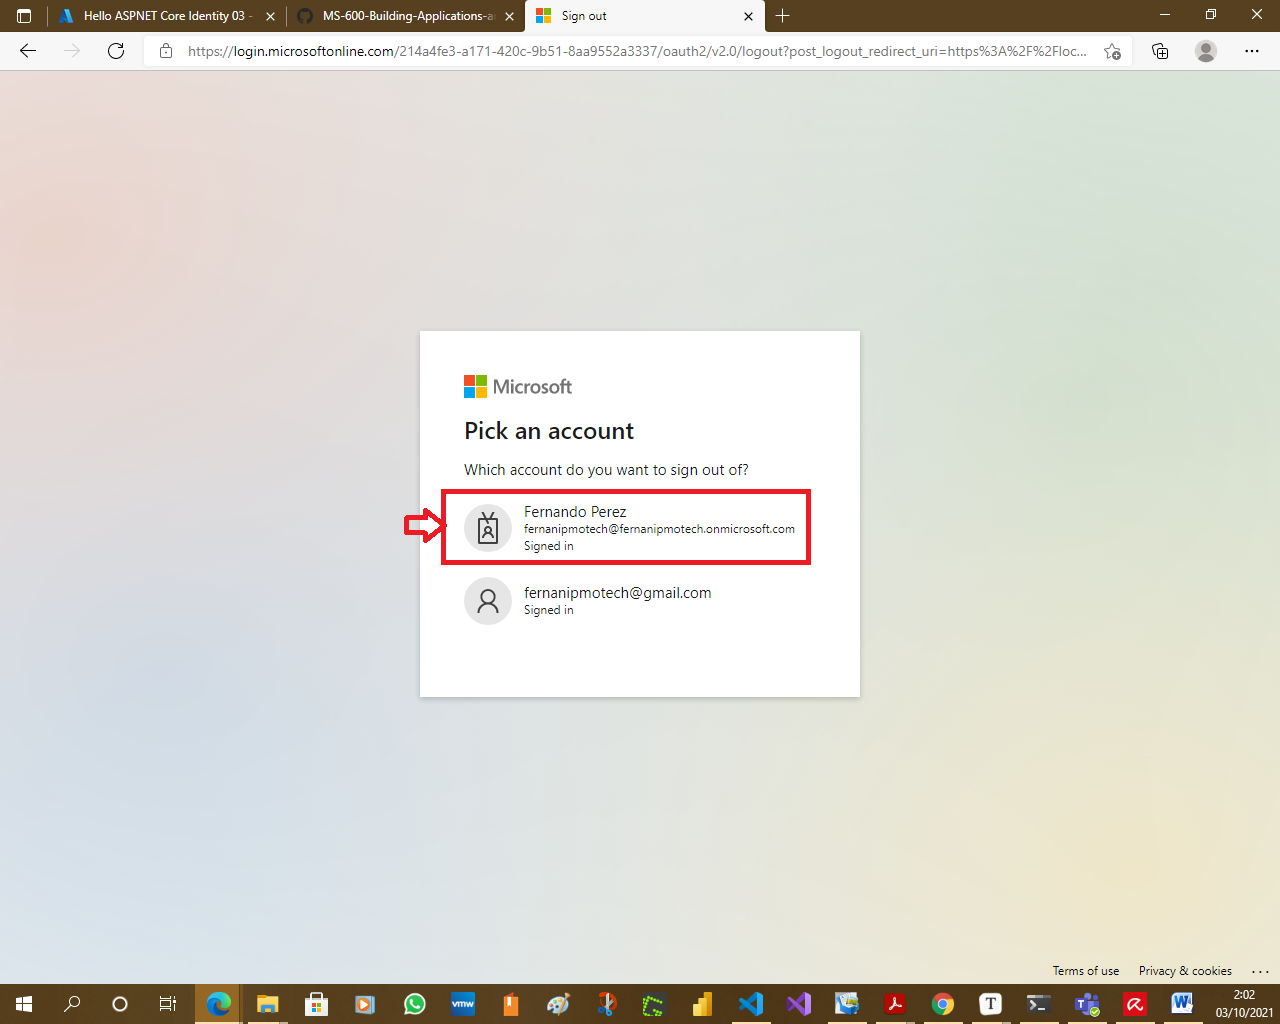 Hello ASPNET Core Identity 03 -
MS-600-Building-Applications-a
Sign out
https://login.microsoftonline.com/214a4fe3-a171-420c-9b51-8aa9552a3337/oauth2/v2.0/logout?post_logout_redirect_uri=https%3A%2F%2Floc...
Microsoft
Pick an account
Which account do you want to sign out of?
Fernando Perez
fernanipmotech@fernanipmotech.onmicrosoft.com
Signed in
fernanipmotech@gmail.com
Signed in
Terms of use
Privacy & cookies
...
vmw
T
W
2:02
03/10/2021